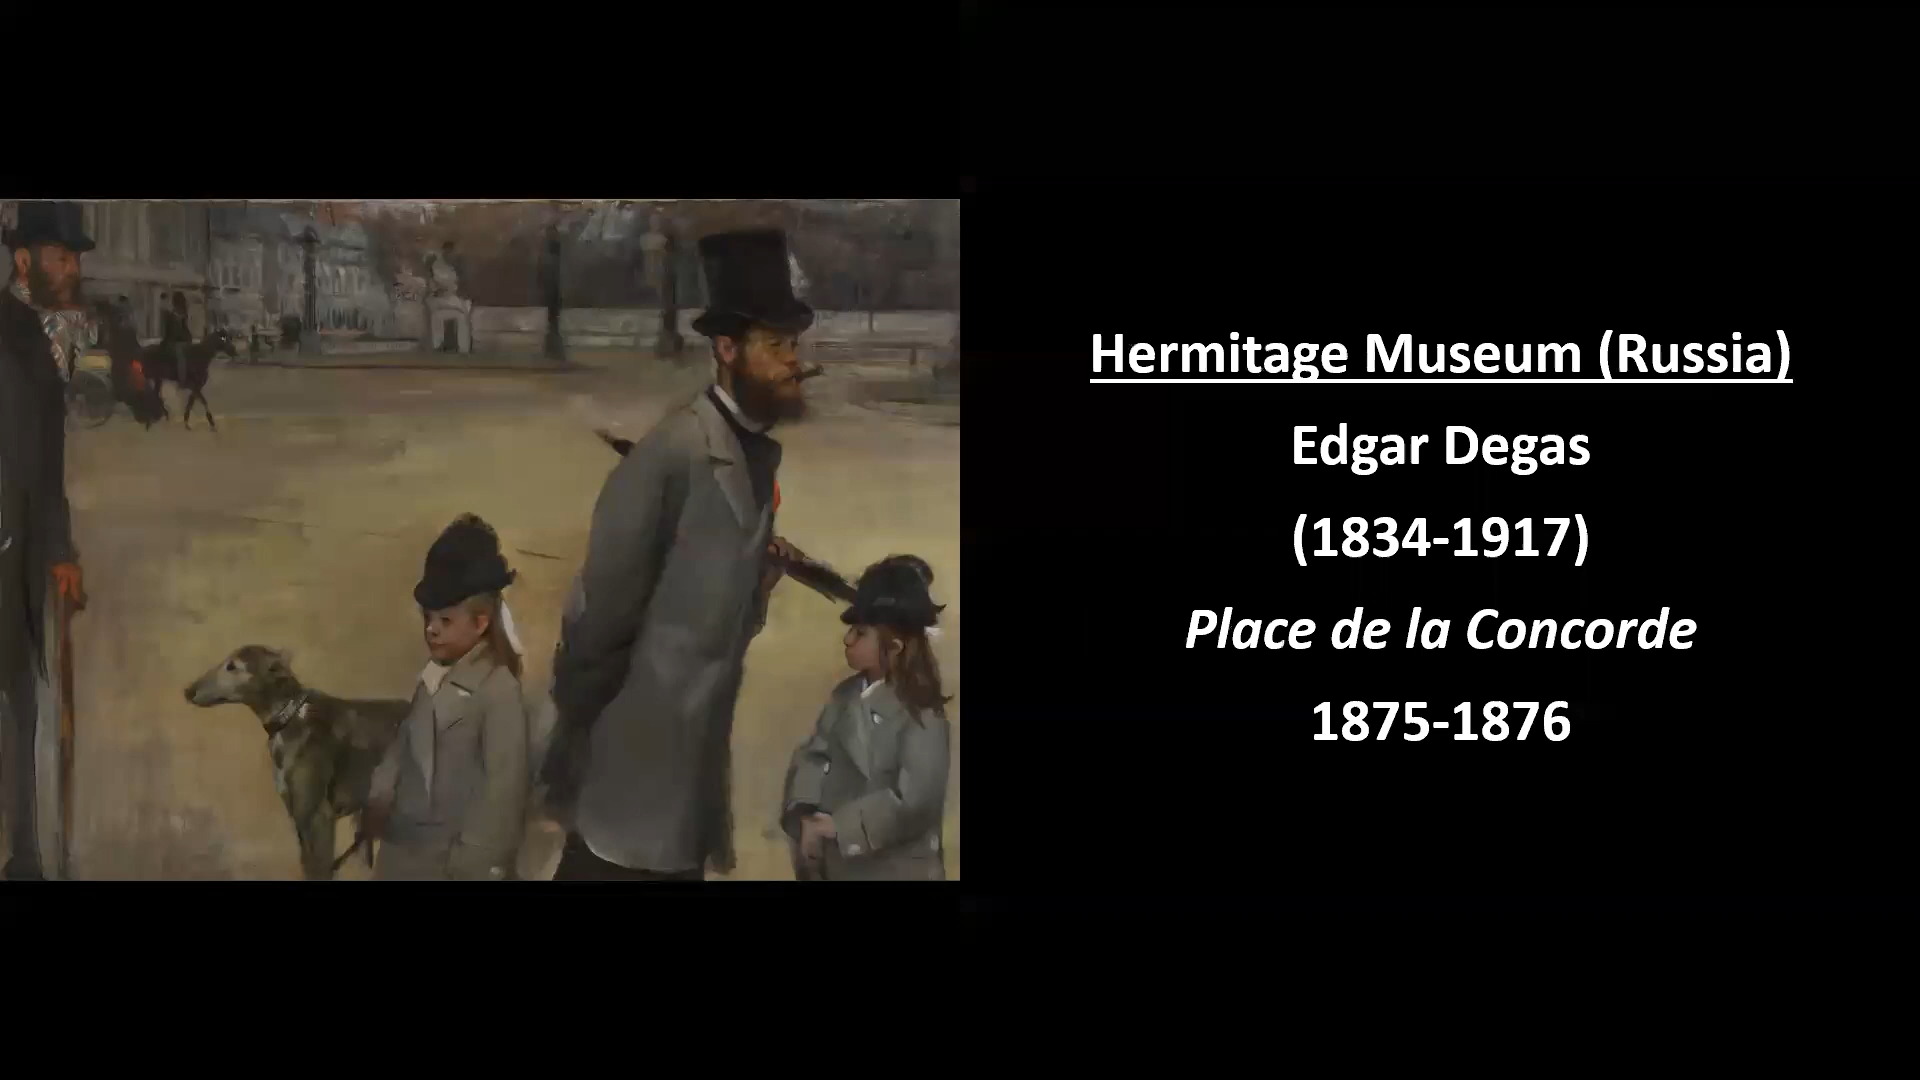 Hermitage Museum (Russia)
Edgar Degas
(1834-1917)
Place de la Concorde
1875-1876